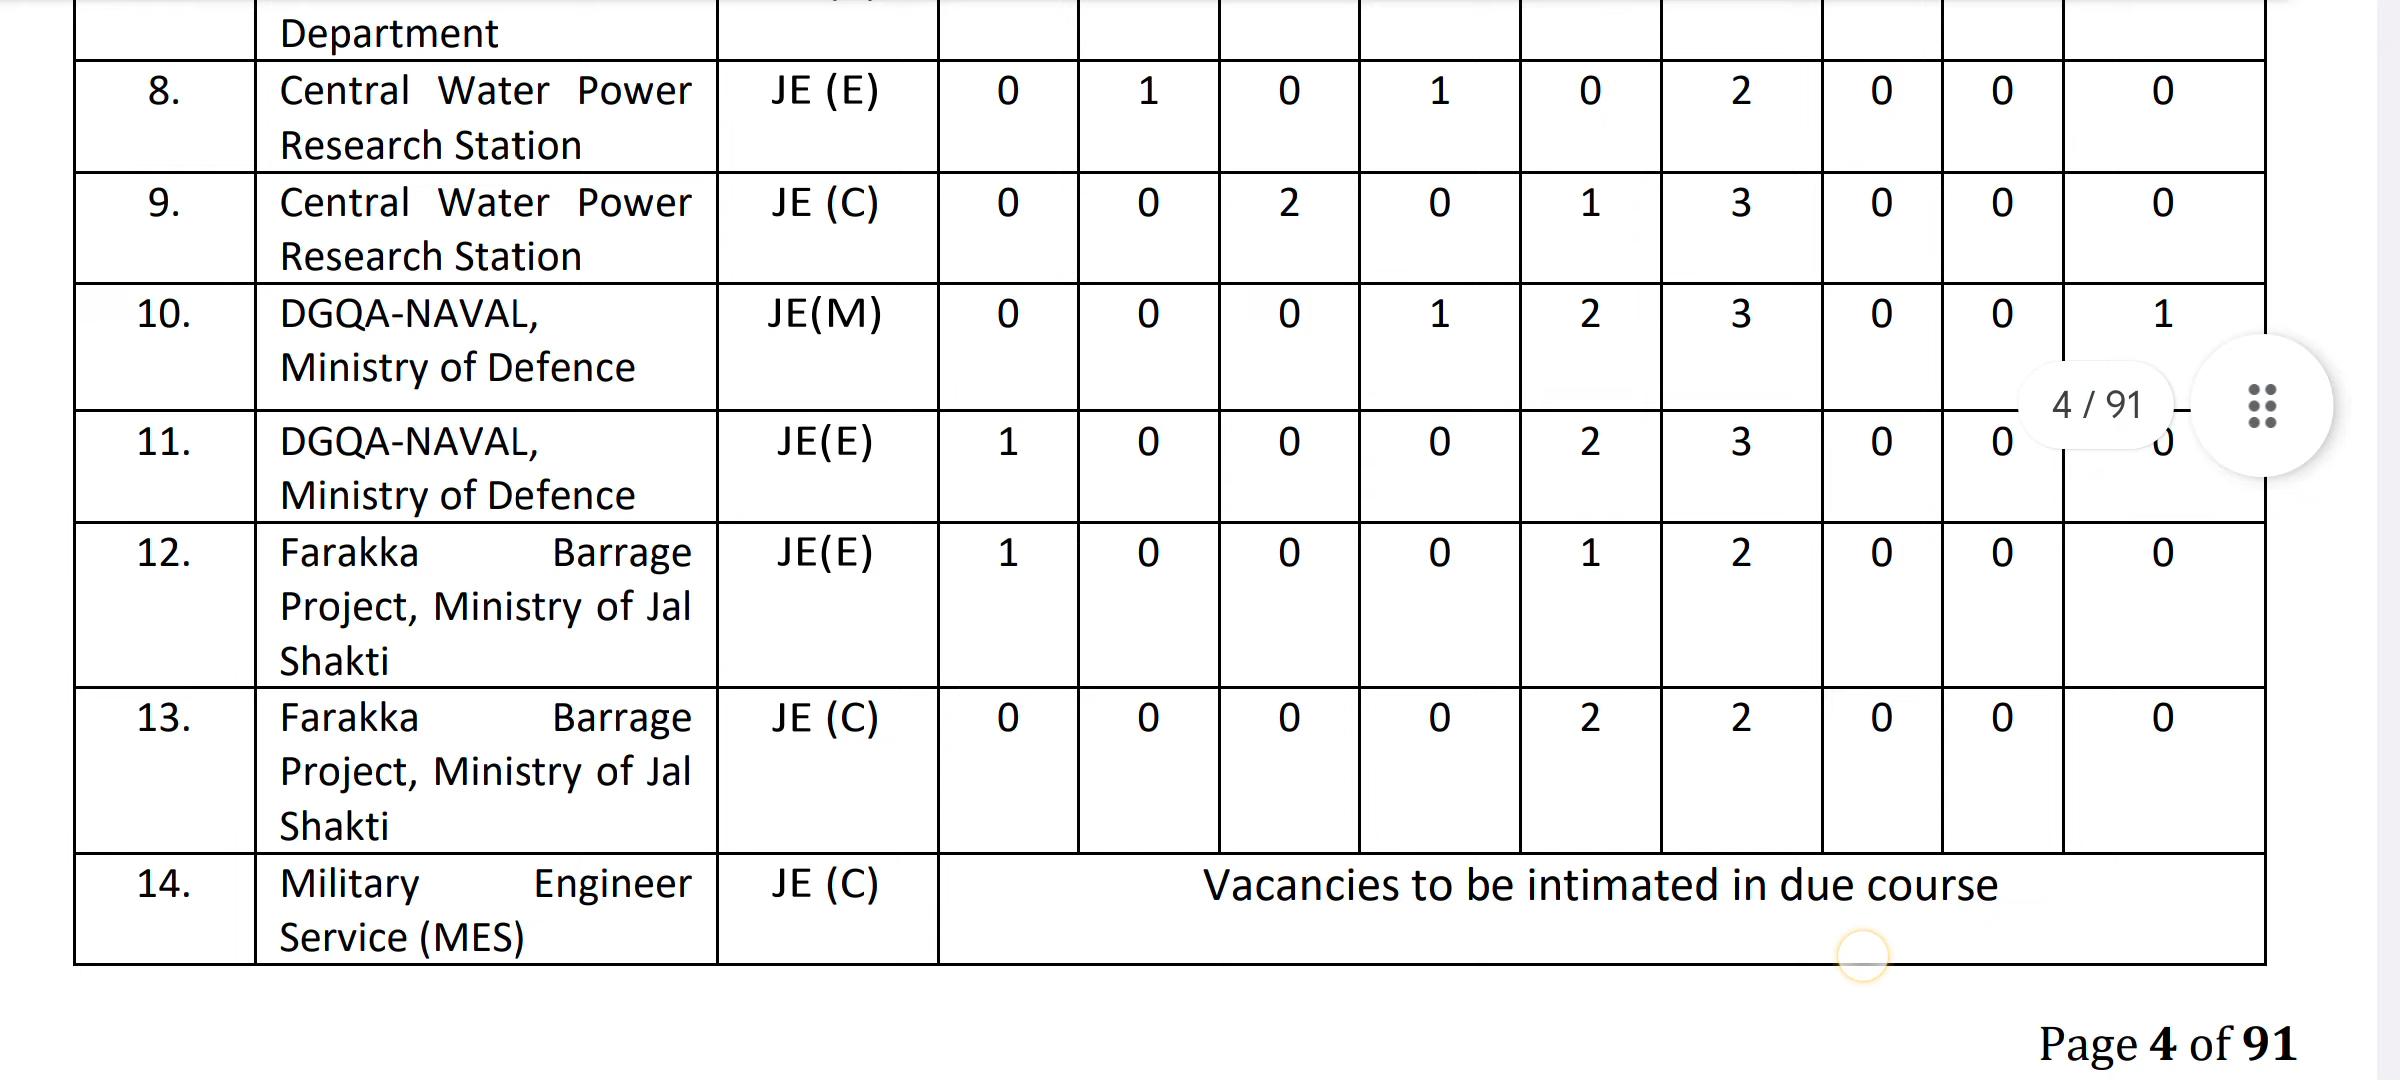 Department
8. Central Water Power JE (E) 0 1 0 1 0 2 0 0 0
Research Station
9. Central Water Power JE (C) 0 0 2 0 1 3 0 0 0
Research Station
10. DGQA-NAVAL, JE(M) 0 0 0 1 2 3 0 0 1
Ministry of Defence
4 / 91
11. DGQA-NAVAL, JE(E) 1 0 0 0 2 3 0 0 0
Ministry of Defence
12. Farakka Barrage JE(E) 1 0 0 0 1 2 0 0 0
Project, Ministry of Jal
Shakti
13. Farakka Barrage JE (C) 0 0 0 0 2 2 0 0 0
Project, Ministry of Jal
Shakti
14. Military Engineer JE (C) Vacancies to be intimated in due course
Service (MES)
Page 4 of 91